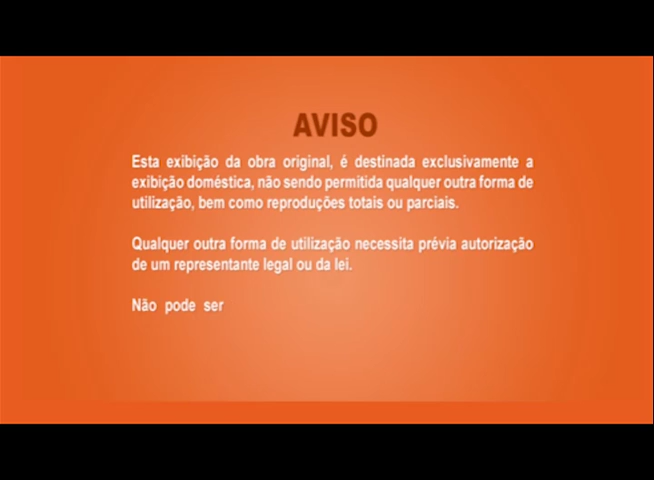 AVISO
Esta exibição da obra original, é destinada exclusivamente a
exibição doméstica, não sendo permitida qualquer outra forma de
utilização, bem como reproduções totais ou parciais.
Qualquer outra forma de utilização necessita prévia autorização
de um representante legal ou da lei.
Não pode ser